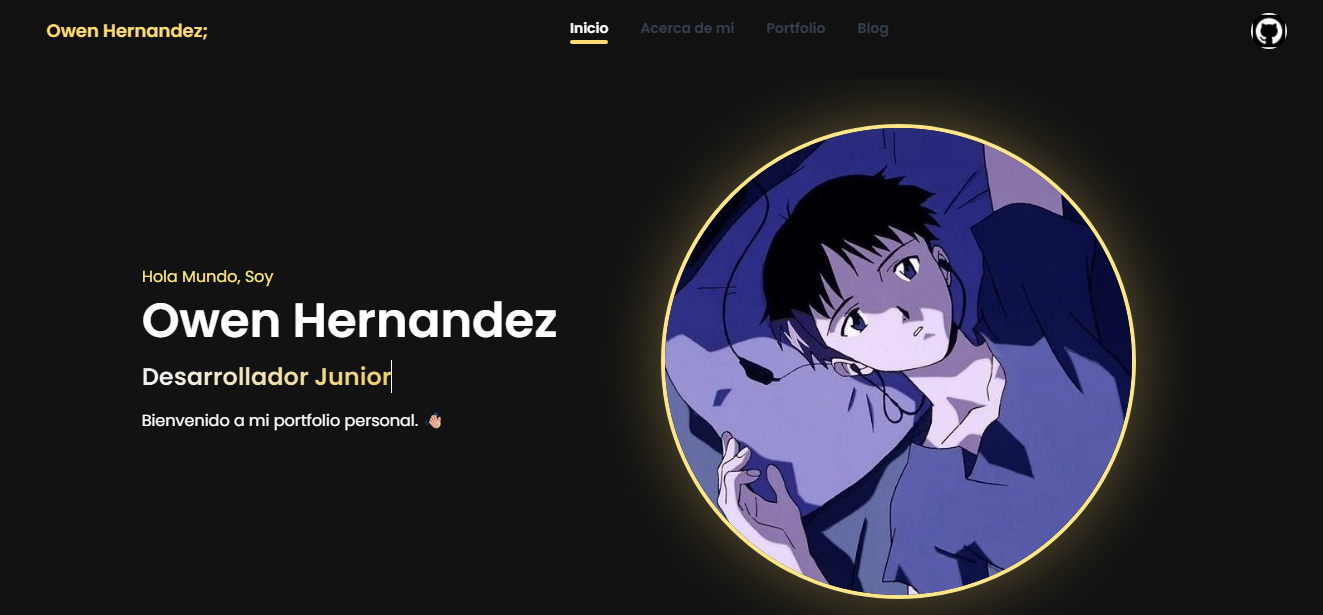 Owen Hernandez;
Inicio Acerca de mi Portfolio Blog
Hola Mundo, Soy
Owen Hernandez
Desarrollador Junior
Bienvenido a mi portfolio personal. 👋🏻